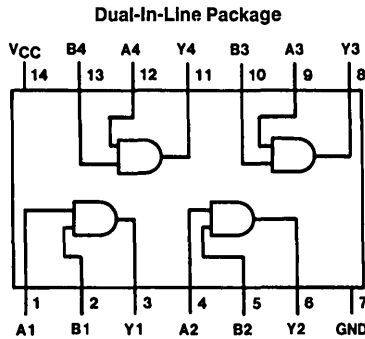 Dual-In-Line Package
VCC B4 A4 Y4 B3 A3 Y3
14 13 12 11 10 9 8
1 2 3 4 5 6 7
A1 B1 Y1 A2 B2 Y2 GND